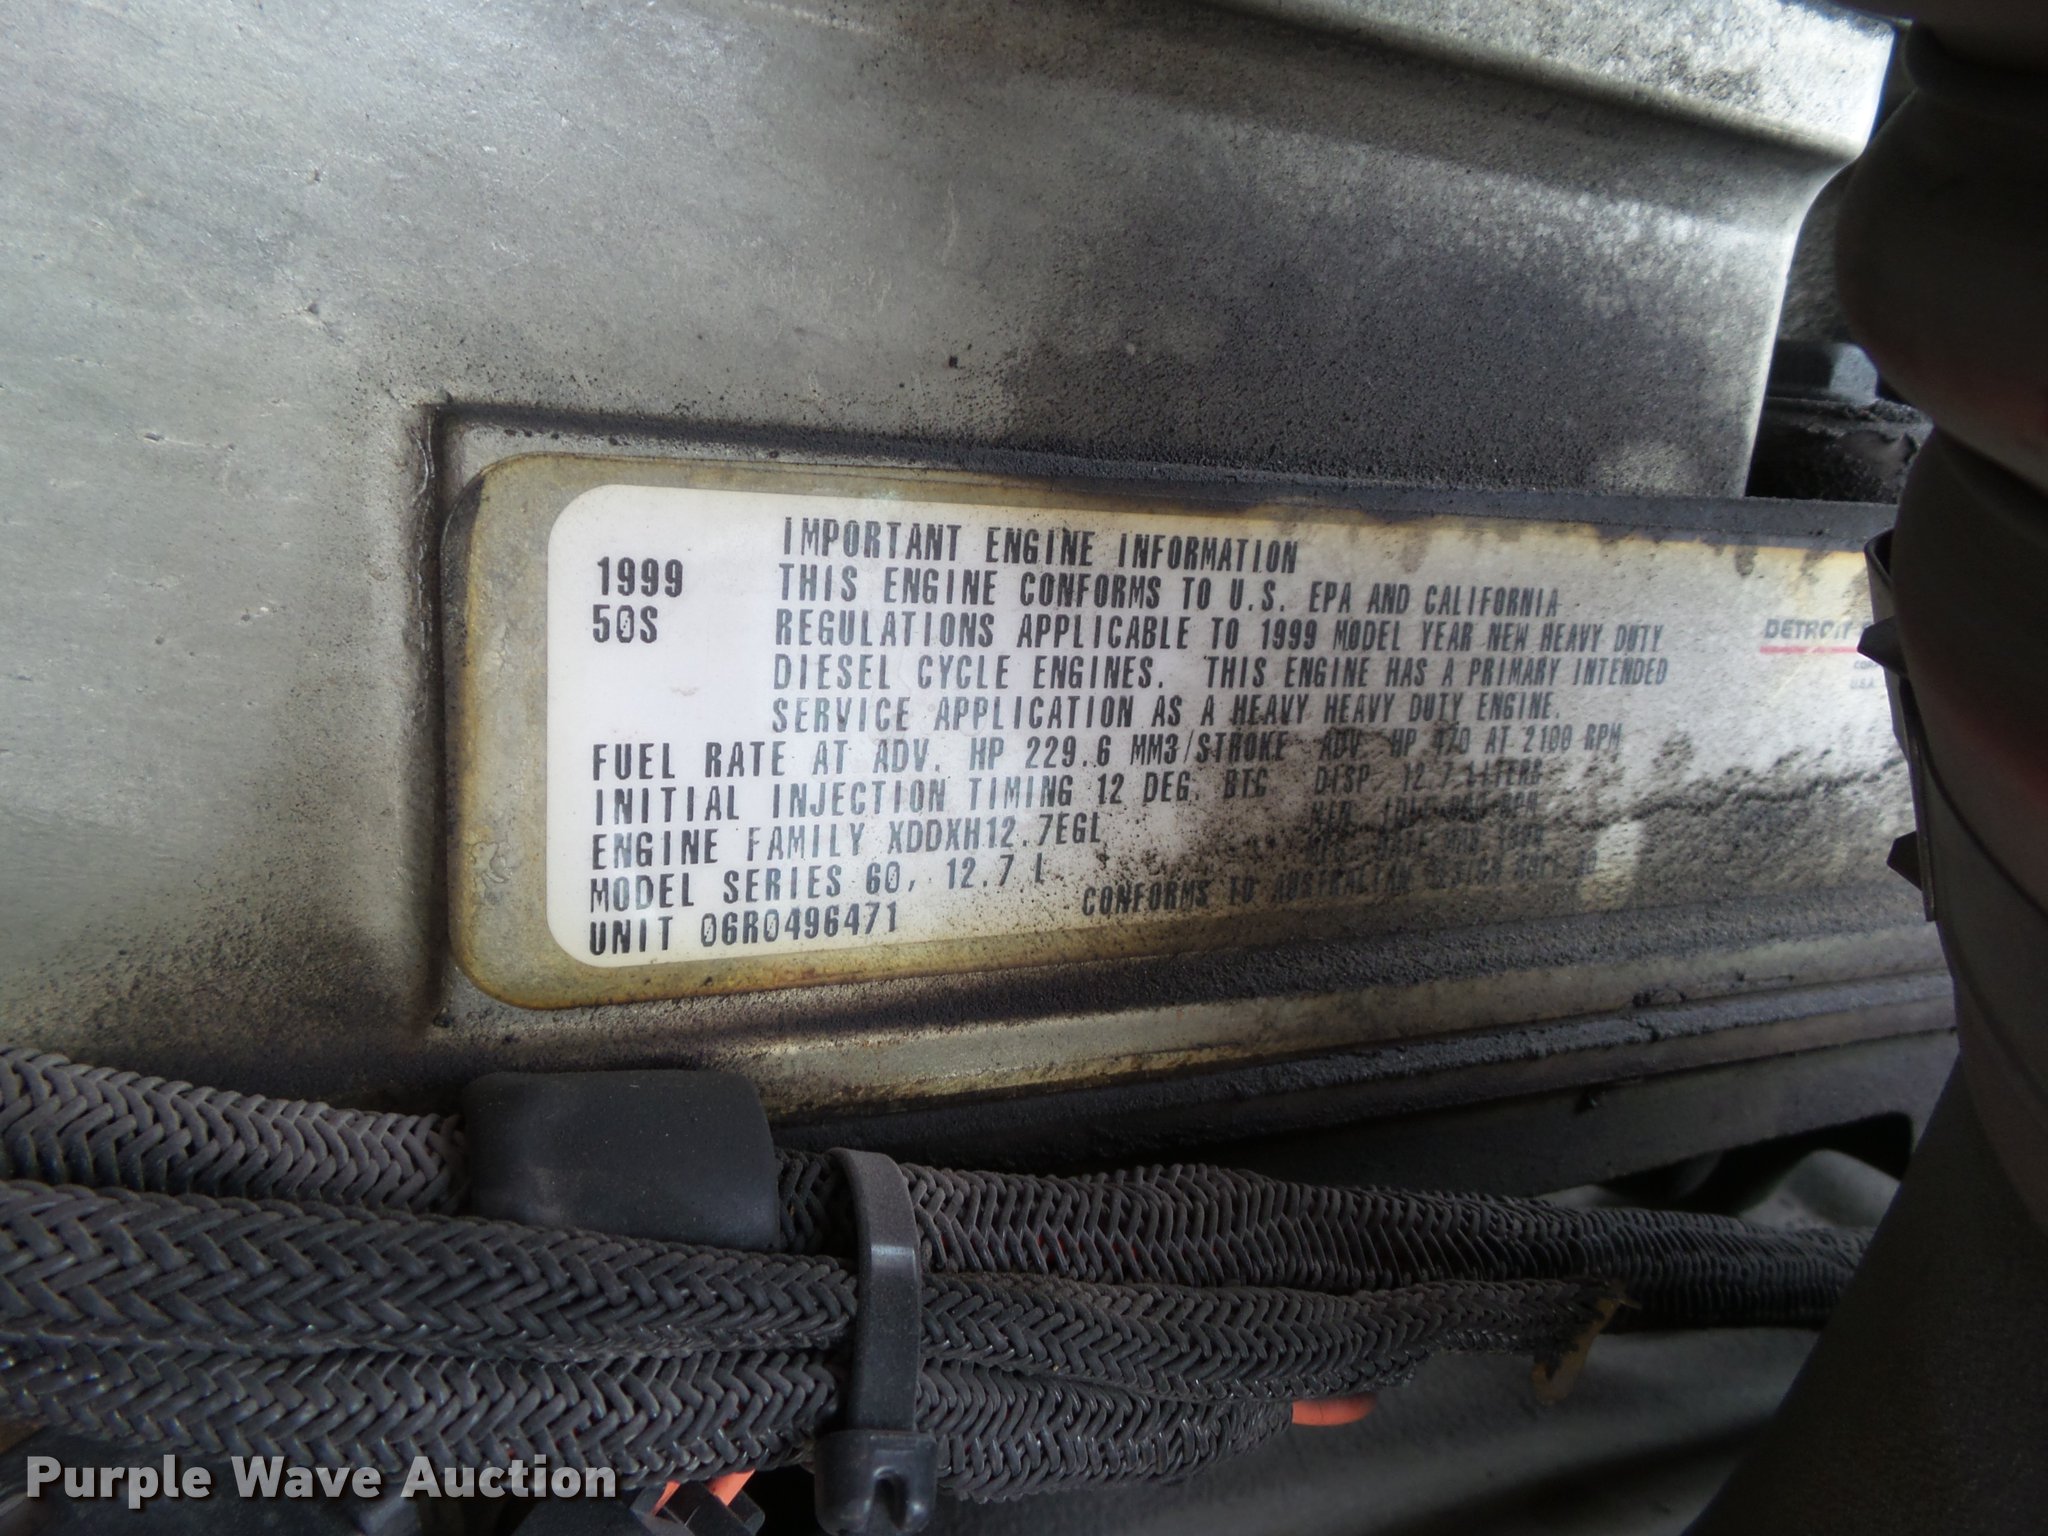 IMPORTANT ENGINE INFORMATION
1999 THIS ENGINE CONFORMS TO U.S. EPA AND CALIFORNIA
50S REGULATIONS APPLICABLE TO 1999 MODEL YEAR NEW HEAVY DUTY
DIESEL CYCLE ENGINES. THIS ENGINE HAS A PRIMARY INTENDED
SERVICE APPLICATION AS A HEAVY HEAVY DUTY ENGINE.
FUEL RATE AT ADV. HP 229.6 MM3/STROKE ADV. HP 470 AT 2100 RPM
INITIAL INJECTION TIMING 12 DEG. BTC DISP 12.7 LITERS
ENGINE FAMILY XDDXH12.7EGL IDLE RPM
MODEL SERIES 60, 12.7 L
UNIT 06R0496471 CONFORMS TO AUSTRALIAN DESIGN
DETROIT
U.S.A.
Purple Wave Auction